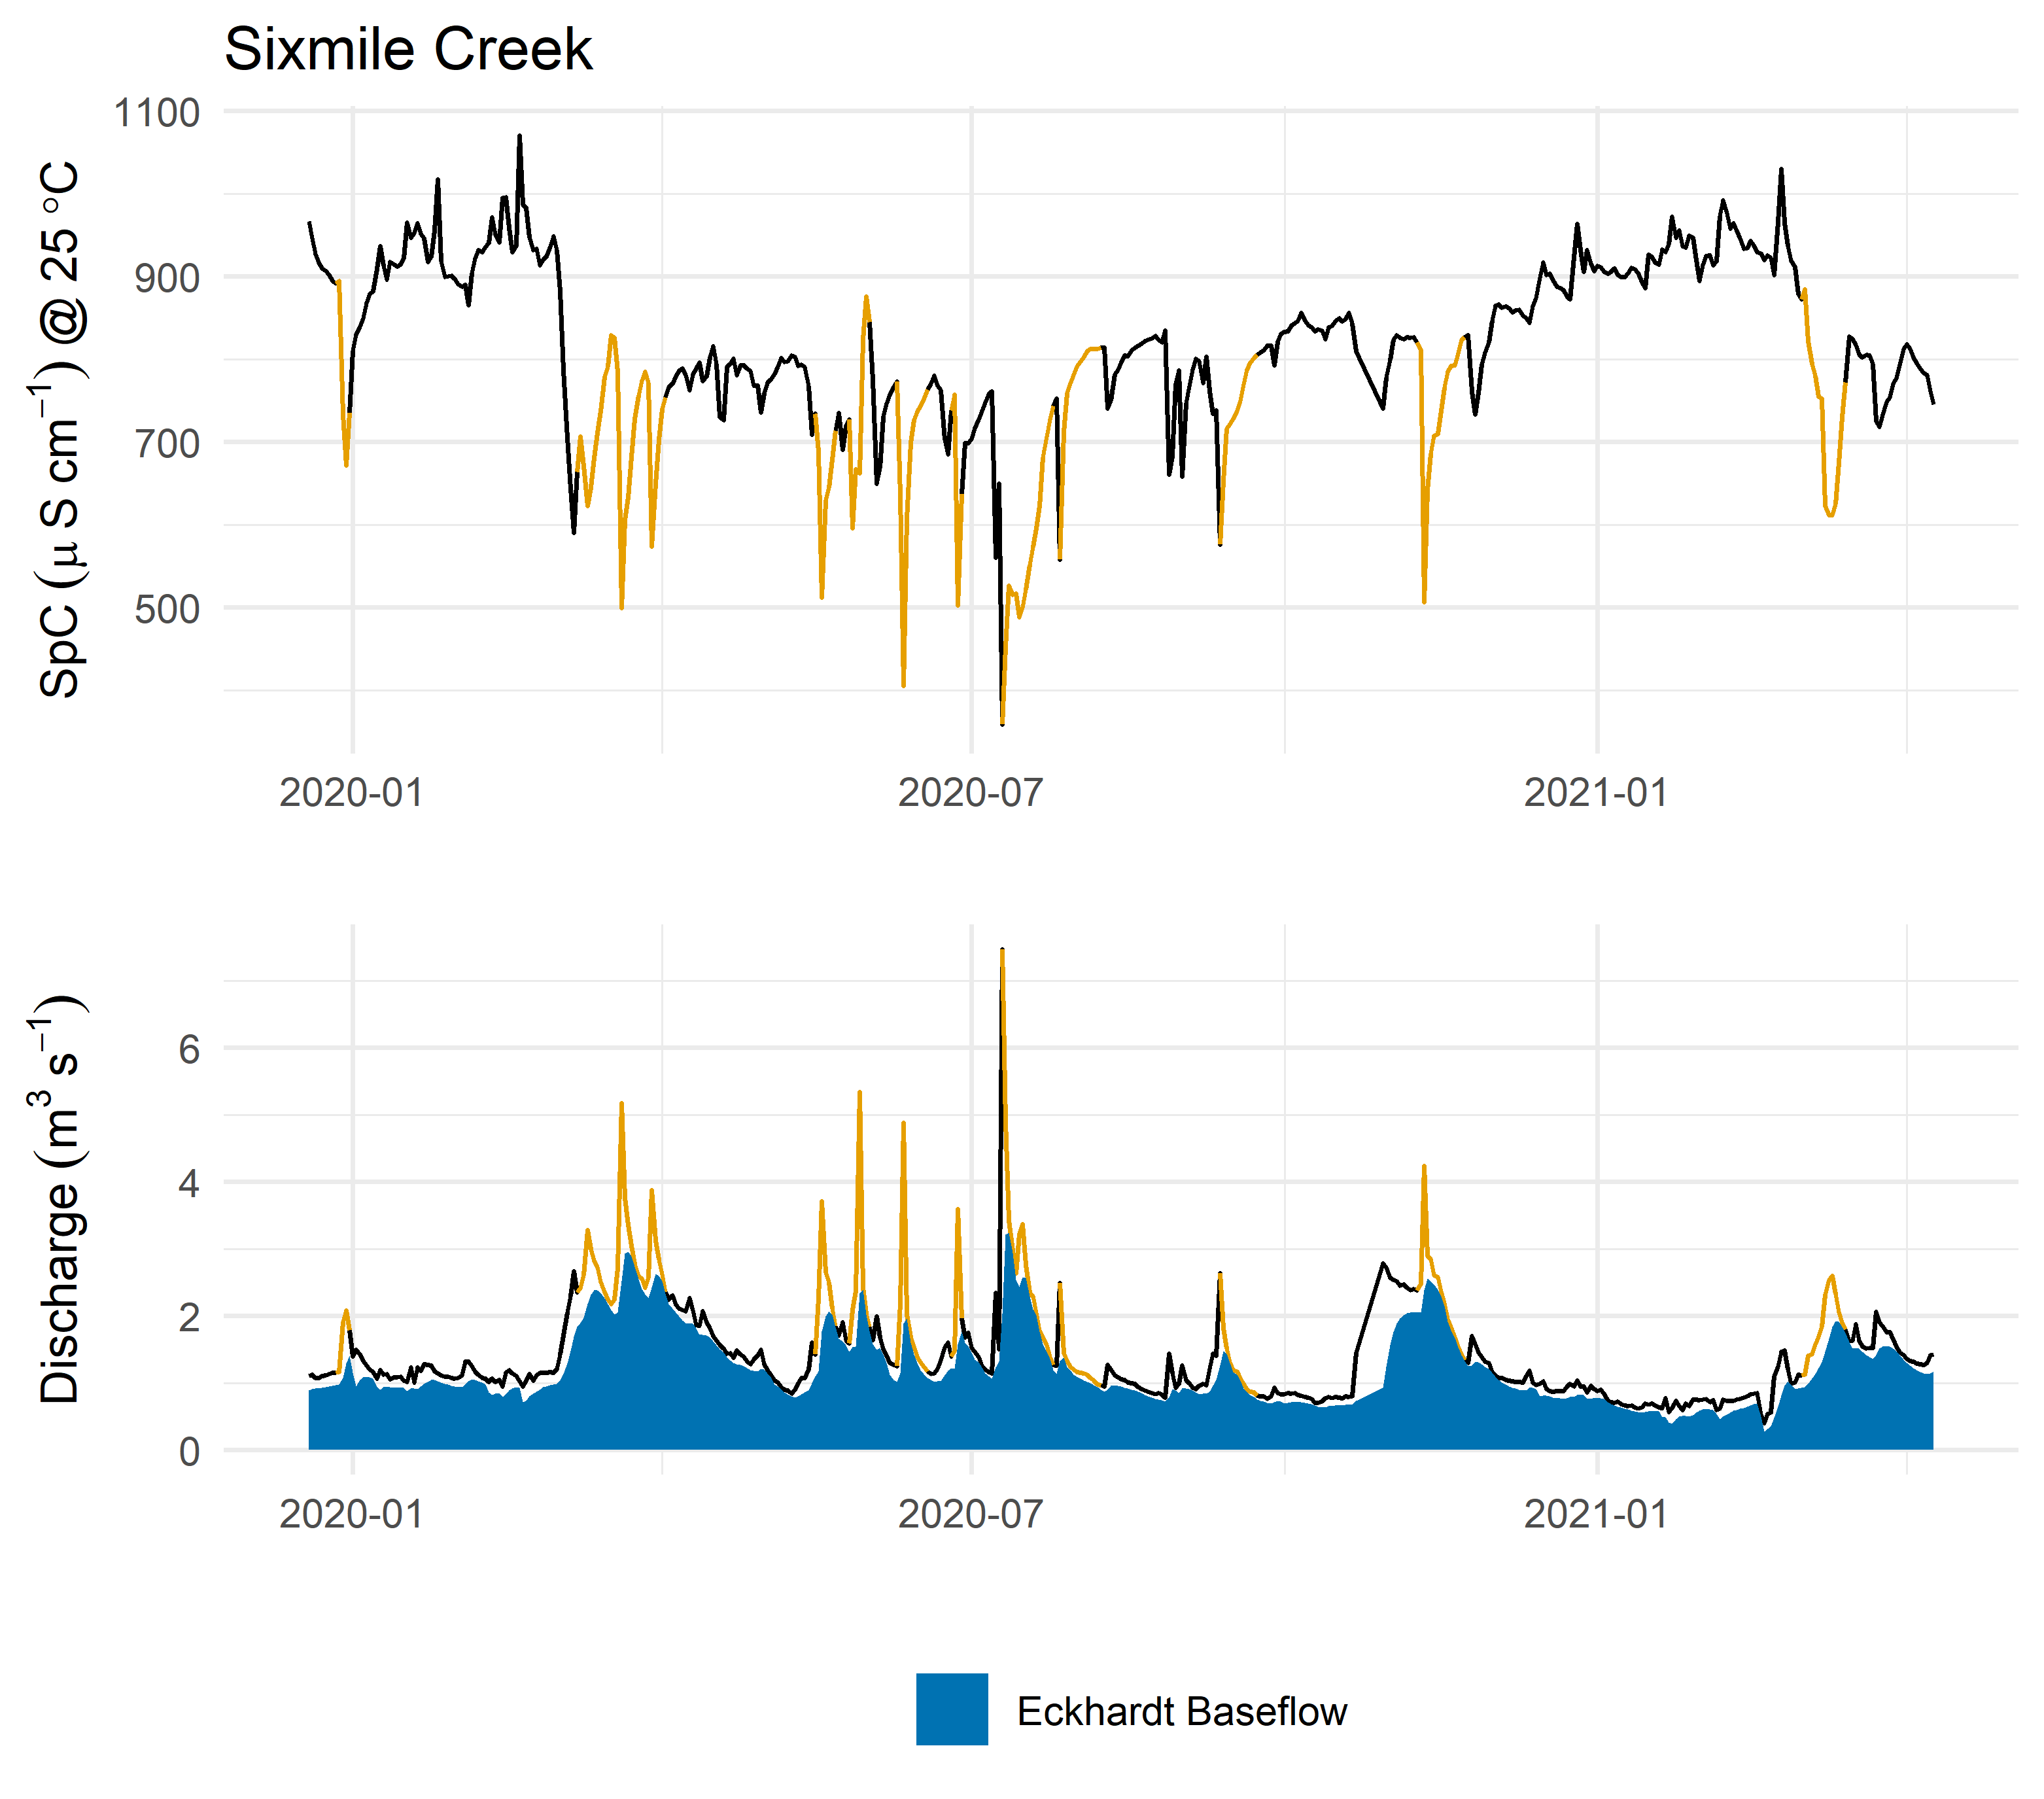 Sixmile Creek
SpC (μ S cm⁻¹) @ 25 °C
1100
900
700
500
2020-01 2020-07 2021-01
Discharge (m³ s⁻¹)
6
4
2
0
2020-01 2020-07 2021-01
Eckhardt Baseflow